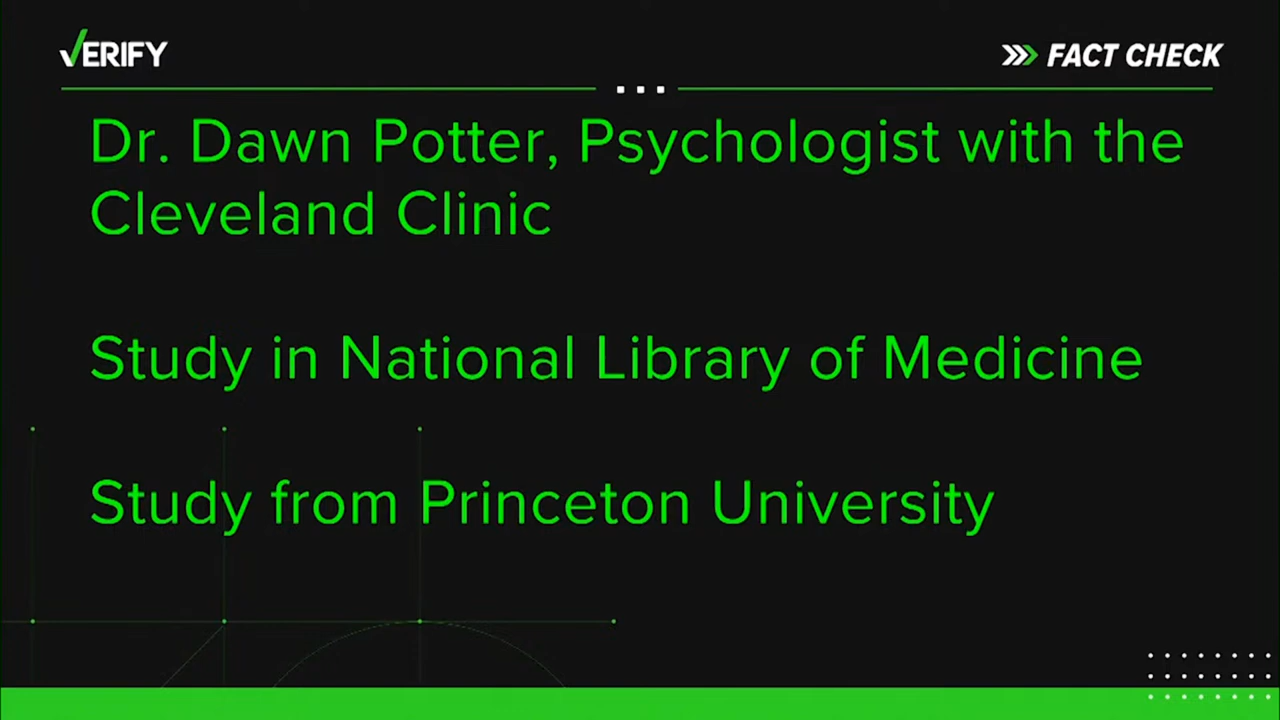 VERIFY
FACT CHECK
Dr. Dawn Potter, Psychologist with the
Cleveland Clinic
Study in National Library of Medicine
Study from Princeton University